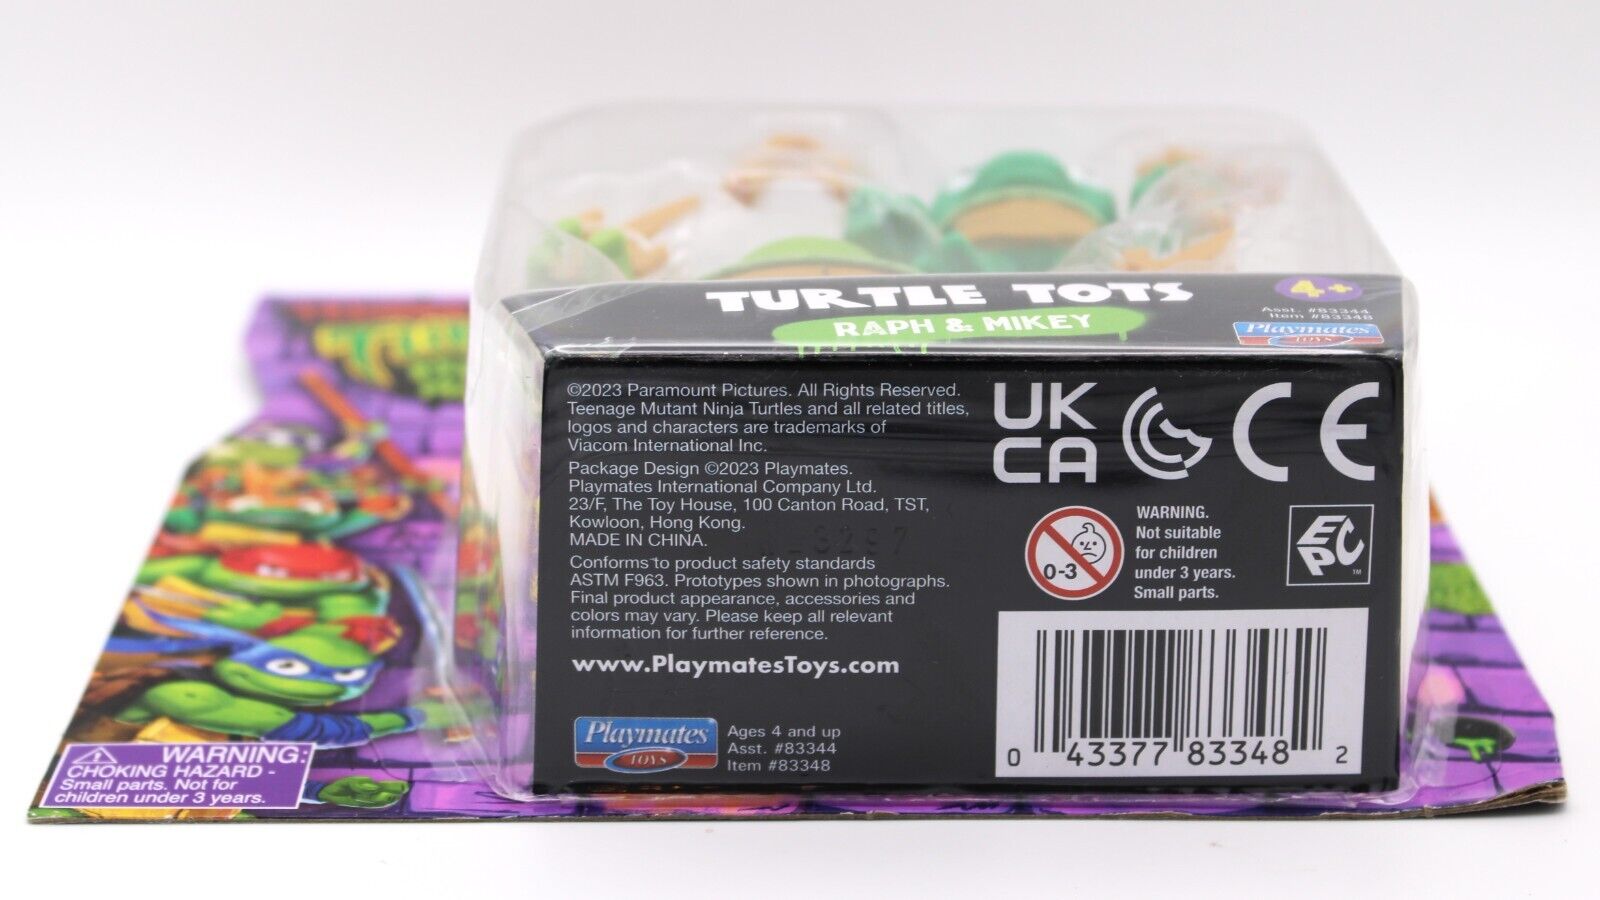 TURTLE TOTS
RAPH & MIKEY
4+
Asst. #83344
Item #83348
Playmates
TOYS
©2023 Paramount Pictures. All Rights Reserved.
Teenage Mutant Ninja Turtles and all related titles,
logos and characters are trademarks of
Viacom International Inc.
Package Design ©2023 Playmates.
Playmates International Company Ltd.
23/F, The Toy House, 100 Canton Road, TST,
Kowloon, Hong Kong.
MADE IN CHINA.
Conforms to product safety standards
ASTM F963. Prototypes shown in photographs.
Final product appearance, accessories and
colors may vary. Please keep all relevant
information for further reference.
www.PlaymatesToys.com
Playmates
TOYS
Ages 4 and up
Asst. #83344
Item #83348
UK
CA
CE
0-3
WARNING.
Not suitable
for children
under 3 years.
Small parts.
EPC
TM
0 43377 83348 2
WARNING:
CHOKING HAZARD -
Small parts. Not for
children under 3 years.